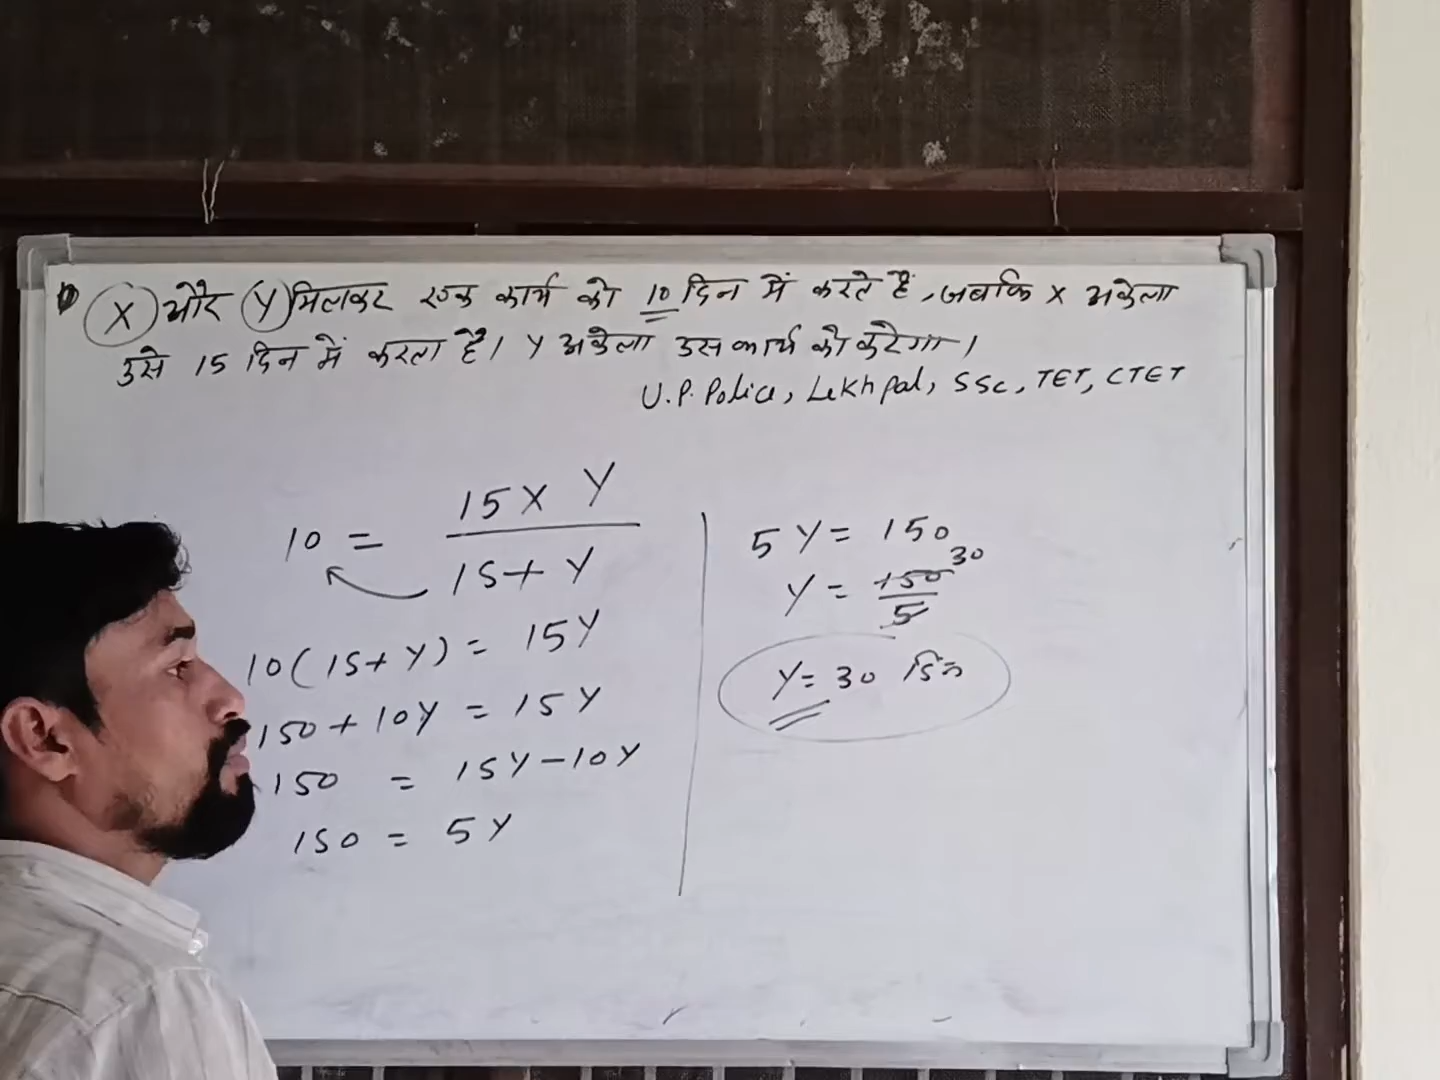 X और Y मिलकर एक कार्य को 10 दिन में करते हैं, जबकि X अकेला
उसे 15 दिन में करता है। Y अकेला उस कार्य को करेगा।
U.P. Police, Lekhpal, SSC, TET, CTET
10 = 15 × Y
15 + Y
10(15 + Y) = 15Y
150 + 10Y = 15Y
150 = 15Y - 10Y
150 = 5Y
5Y = 150
30
Y = 150
5
Y = 30 दिन